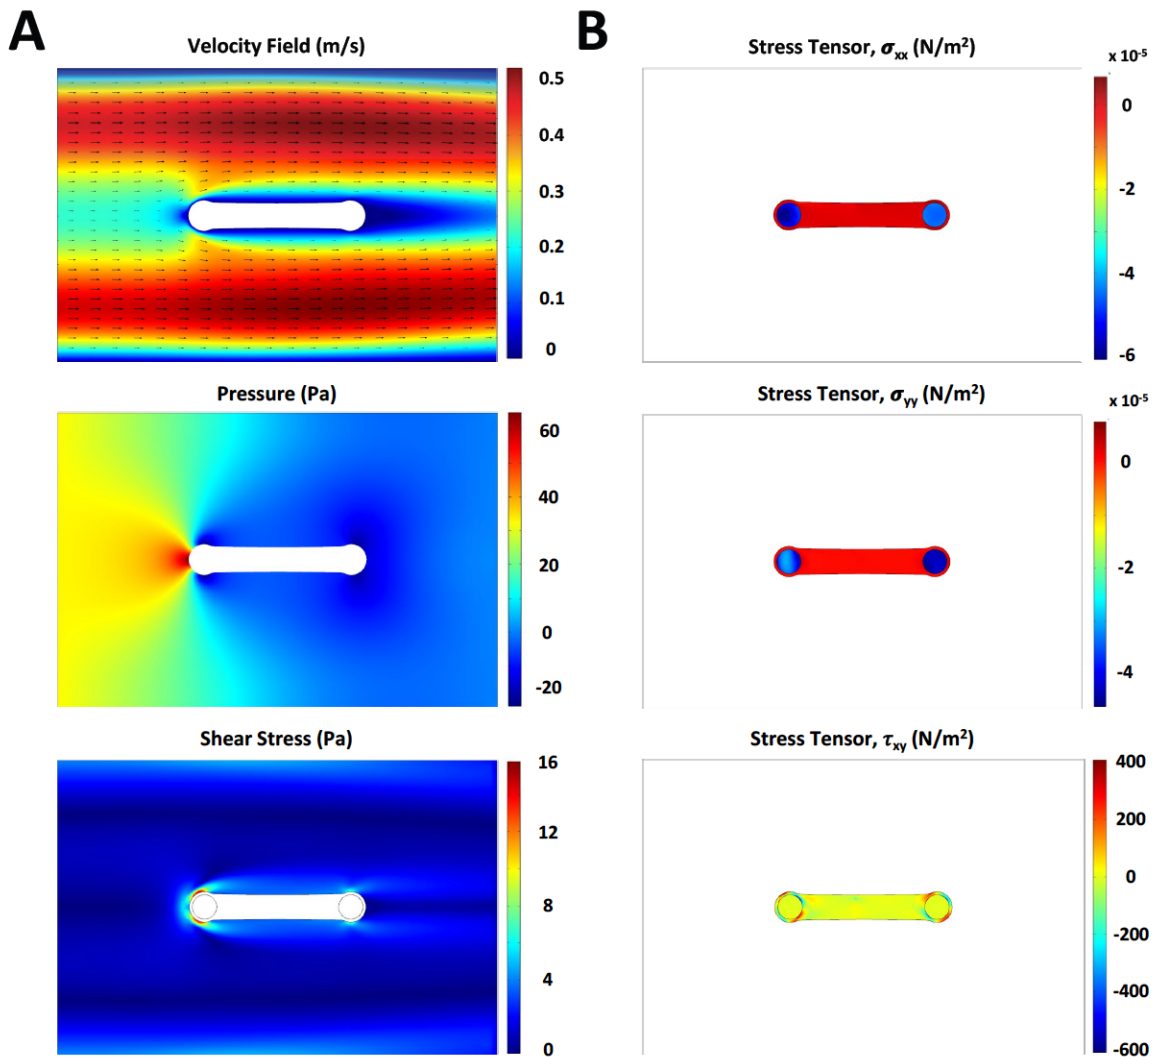 A
Velocity Field (m/s)
0.5
0.4
0.3
0.2
0.1
0
Pressure (Pa)
60
40
20
0
-20
Shear Stress (Pa)
16
12
8
4
0
B
Stress Tensor, σxx (N/m²)
x 10⁻⁵
0
-2
-4
-6
Stress Tensor, σyy (N/m²)
x 10⁻⁵
0
-2
-4
Stress Tensor, τxy (N/m²)
400
200
0
-200
-400
-600